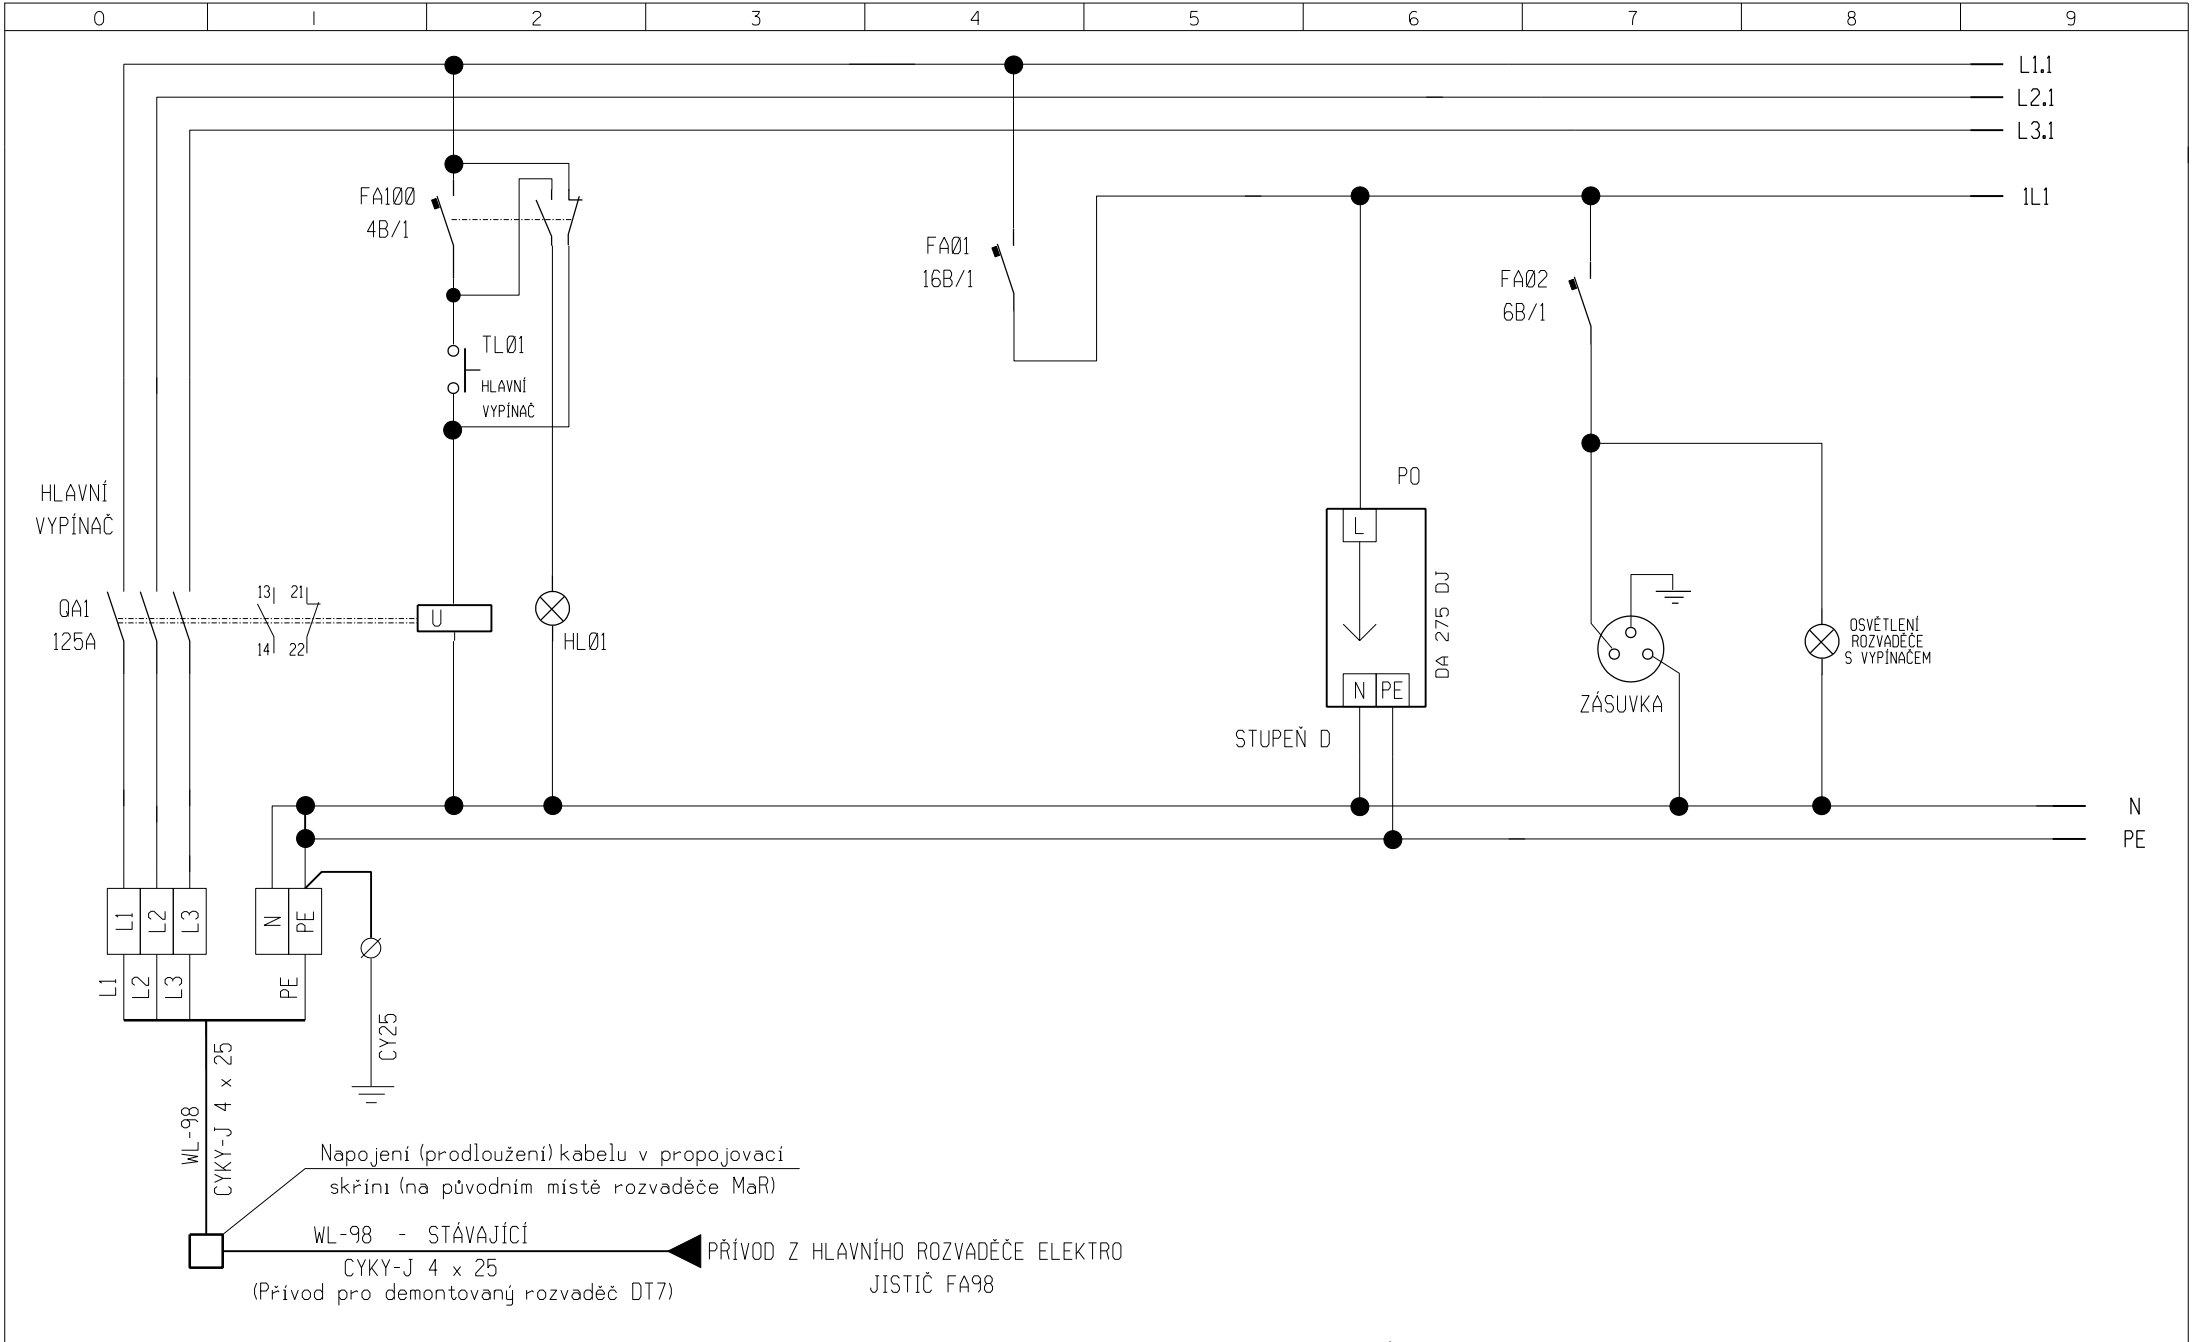 0 1 2 3 4 5 6 7 8 9
L1.1
L2.1
L3.1
1L1
FA100
4B/1
FAØ1
16B/1
FAØ2
6B/1
TLØ1
HLAVNÍ
VYPÍNAČ
HLAVNÍ
VYPÍNAČ
PO
L
N PE
DA 275 DJ
STUPEŇ D
QA1
125A
13 21
14 22
U
HLØ1
ZÁSUVKA
OSVĚTLENÍ
ROZVADĚČE
S VYPÍNAČEM
N
PE
L1 L2 L3 N PE
L1 L2 L3 PE
CY25
WL-98
CYKY-J 4 x 25
Napojení (prodloužení) kabelu v propojovací
skříni (na původním místě rozvaděče MaR)
WL-98 - STÁVAJÍCÍ
CYKY-J 4 x 25
(Přívod pro demontovaný rozvaděč DT7)
PŘÍVOD Z HLAVNÍHO ROZVADĚČE ELEKTRO
JISTIČ FA98